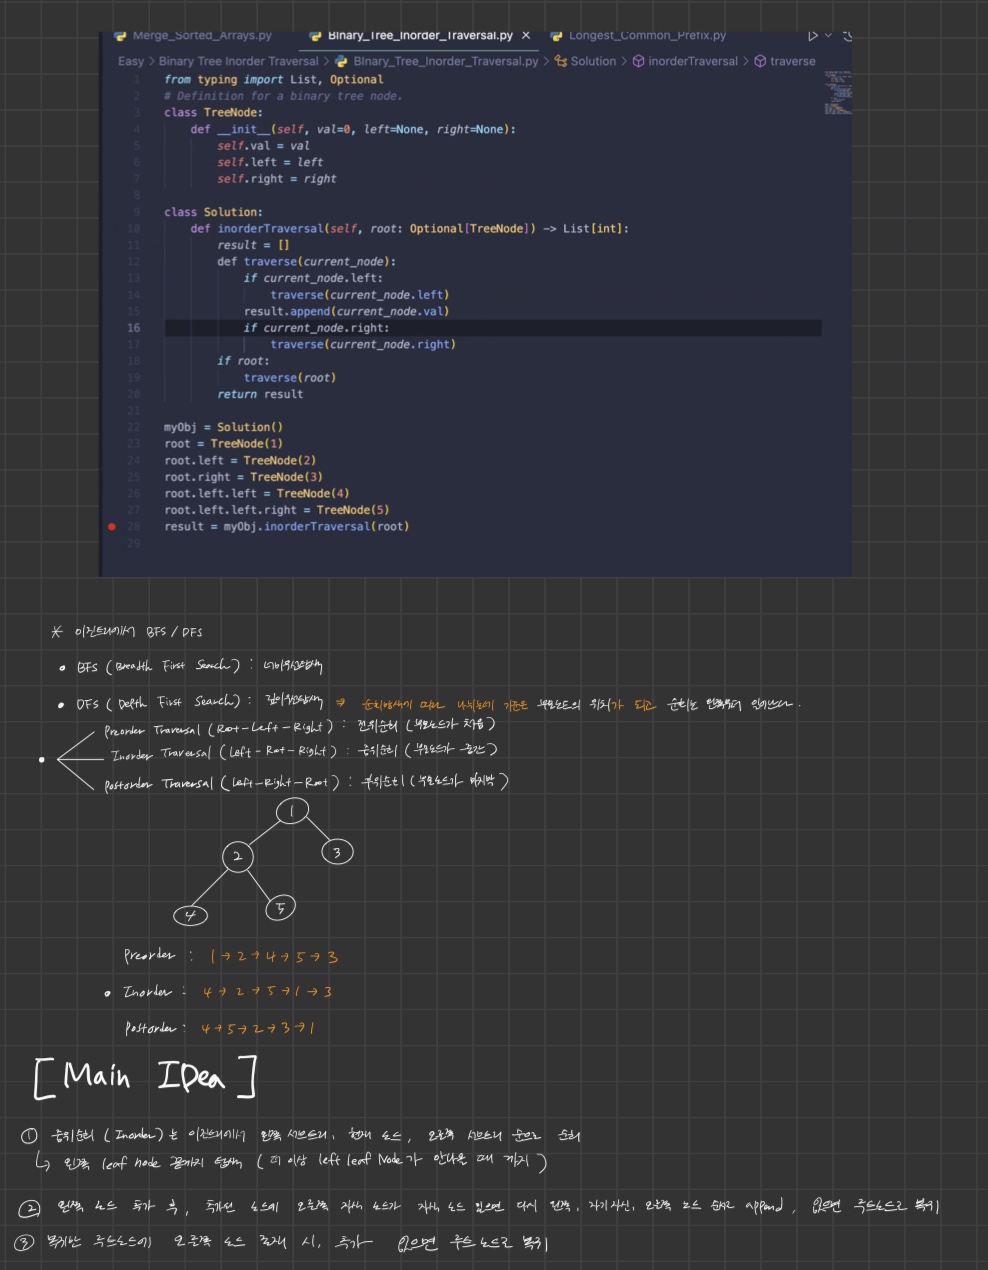 Merge_Sorted_Arrays.py BInary_Tree_Inorder_Traversal.py × Longest_Common_Prefix.py
Easy > Binary Tree Inorder Traversal > BInary_Tree_Inorder_Traversal.py > Solution > inorderTraversal > traverse
1 from typing import List, Optional
2 # Definition for a binary tree node.
3 class TreeNode:
4 def __init__(self, val=0, left=None, right=None):
5 self.val = val
6 self.left = left
7 self.right = right
8
9 class Solution:
10 def inorderTraversal(self, root: Optional[TreeNode]) -> List[int]:
11 result = []
12 def traverse(current_node):
13 if current_node.left:
14 traverse(current_node.left)
15 result.append(current_node.val)
16 if current_node.right:
17 traverse(current_node.right)
18 if root:
19 traverse(root)
20 return result
21
22 myObj = Solution()
23 root = TreeNode(1)
24 root.left = TreeNode(2)
25 root.right = TreeNode(3)
26 root.left.left = TreeNode(4)
27 root.left.left.right = TreeNode(5)
28 result = myObj.inorderTraversal(root)
29
* 이진트리에서 BFS / DFS
• BFS (Breadth First Search) : 너비우선탐색
• DFS (Depth First Search) : 깊이우선탐색 ⇒ 순회방식이 따라 나뉘는데 기준은 부모노드의 위치가 되고 순회는 왼쪽부터 일어난다.
Preorder Traversal (Root-Left-Right) : 전위순회 (부모노드가 처음)
• Inorder Traversal (Left-Root-Right) : 중위순회 (부모노드가 중간)
Postorder Traversal (Left-Right-Root) : 후위순회 (부모노드가 마지막)
1
2 3
4 5
Preorder : 1 → 2 → 4 → 5 → 3
• Inorder : 4 → 2 → 5 → 1 → 3
Postorder : 4 → 5 → 2 → 3 → 1
[Main IDea]
① 중위순회 (Inorder)는 이진트리에서 왼쪽 서브트리, 현재 노드, 오른쪽 서브트리 순으로 순회
↳ 왼쪽 leaf node 끝까지 탐색 (더 이상 left leaf Node가 안나올 때 까지)
② 왼쪽 노드 추가 후, 추가된 노드에 오른쪽 자식 노드가 자식 노드 있으면 다시 왼쪽, 자기자신, 오른쪽 노드 순서로 append, 없으면 루트노드로 복귀
③ 복귀한 루트노드에 오른쪽 노드 존재 시, 추가 없으면 루트노드로 복귀